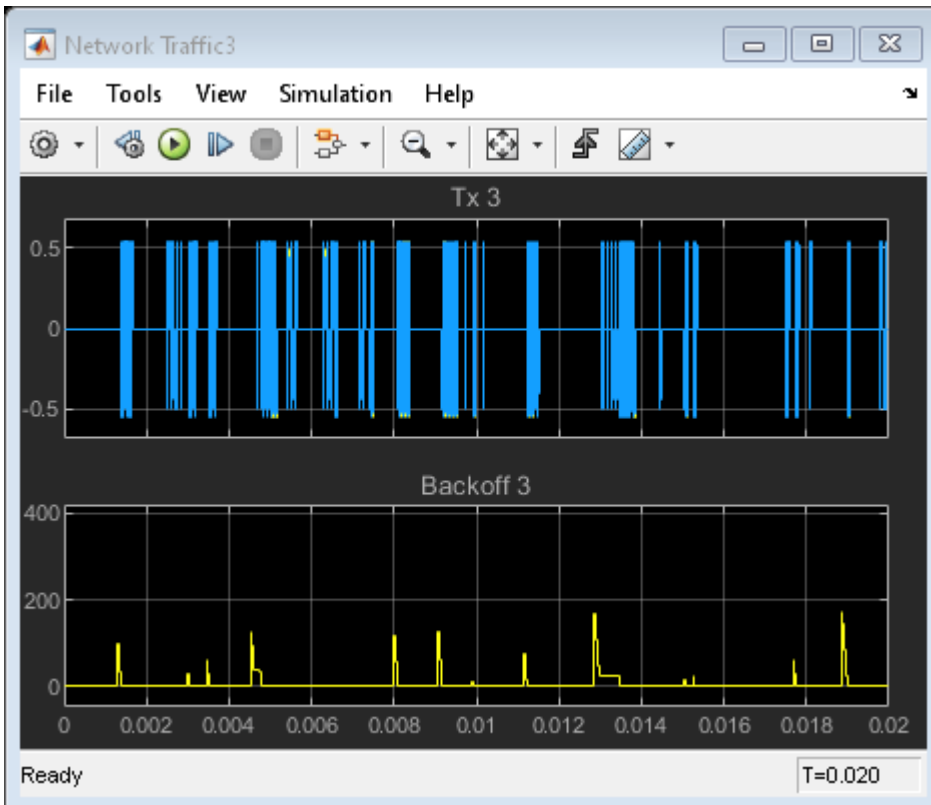 Network Traffic3
File Tools View Simulation Help
Tx 3
0.5
0
-0.5
Backoff 3
400
200
0
0 0.002 0.004 0.006 0.008 0.01 0.012 0.014 0.016 0.018 0.02
Ready T=0.020